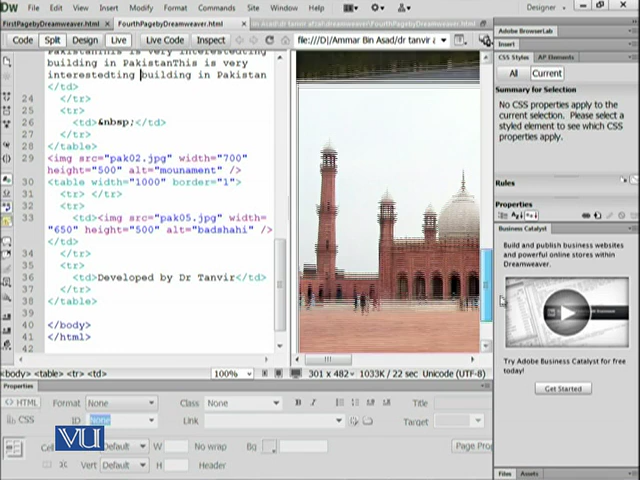 Dw File Edit View Insert Modify Format Commands Site Window Help Designer
FirstPagebyDreamweaver.html × FourthPagebyDreamweaver.html
Code Split Design Live Live Code Inspect file:///D|/Ammar Bin Asad/dr tanvir a
building in PakistanThis is very
interestedting building in Pakistan
</td>
24 </tr>
25 <tr>
26 <td>&nbsp;</td>
27 </tr>
28 </table>
29 <img src="pak02.jpg" width="700"
height="500" alt="mounament" />
30 <table width="1000" border="1">
31 <tr> </tr>
32 <tr>
33 <td><img src="pak05.jpg" width=
"650" height="500" alt="badshahi" />
</td>
34 </tr>
35 <tr>
36 <td>Developed by Dr Tanvir</td>
37 </tr>
38 </table>
39
40 </body>
41 </html>
42
<body> <table> <tr> <td> 100% 301 x 482 1033K / 22 sec Unicode (UTF-8)
Properties
<> HTML Format None Class None B I Title
CSS ID None Link Target
VU Default W No wrap Bg Page Prop
Vert Default H Header
Adobe BrowserLab
Insert
CSS Styles AP Elements
All Current
Summary for Selection
No CSS properties apply to the
current selection. Please select a
styled element to see which CSS
properties apply.
Rules
Properties
Business Catalyst
Build and publish business websites
and powerful online stores within
Dreamweaver.
Try Adobe Business Catalyst for free
today!
Get Started
Files Assets